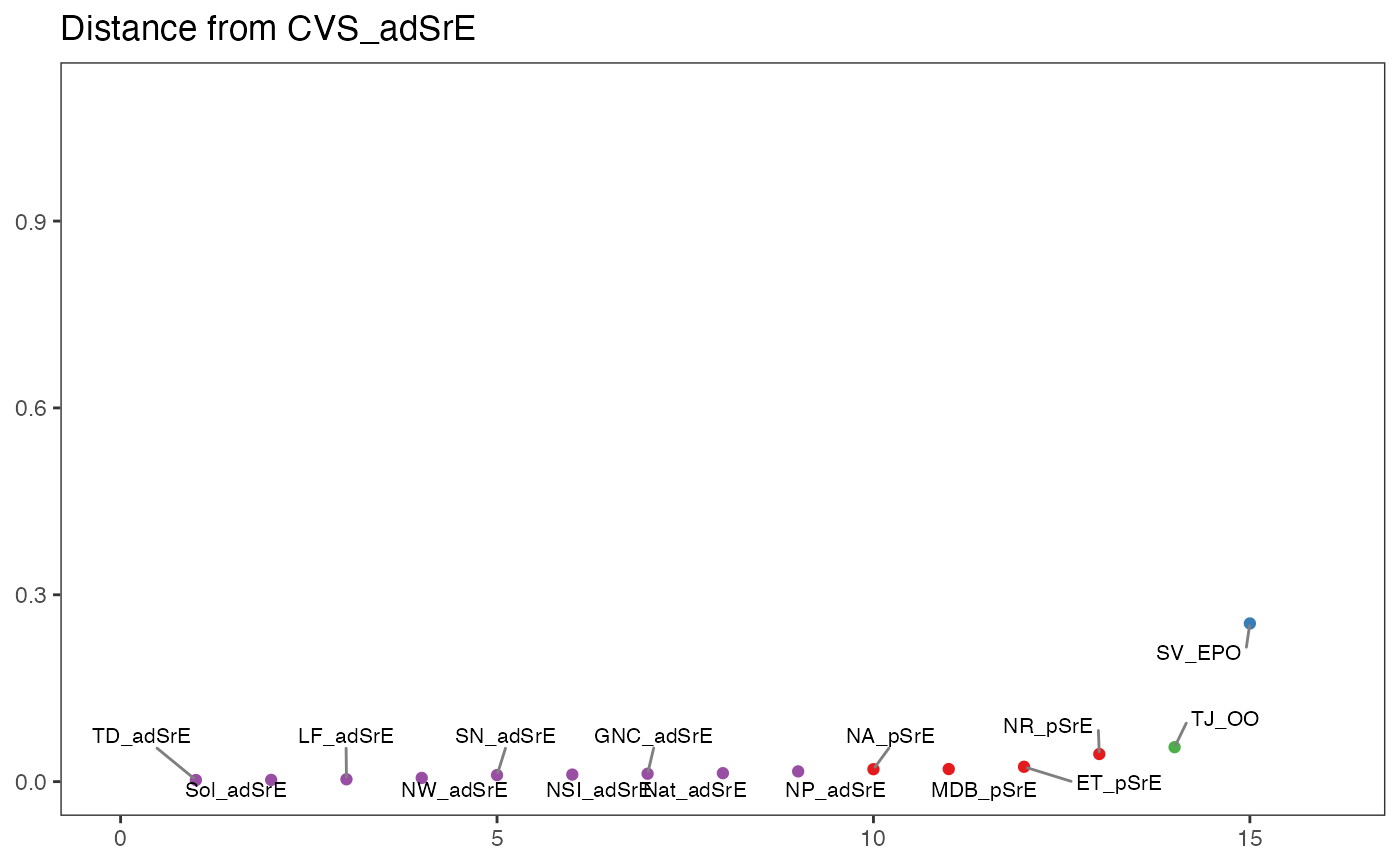 Distance from CVS_adSrE
0.9
0.6
0.3
0.0
SV_EPO
TJ_OO
NR_pSrE
TD_adSrE
LF_adSrE
SN_adSrE
GNC_adSrE
NA_pSrE
ET_pSrE
Sol_adSrE
NW_adSrE
NSI_adSrE
Nat_adSrE
NP_adSrE
MDB_pSrE
0
5
10
15